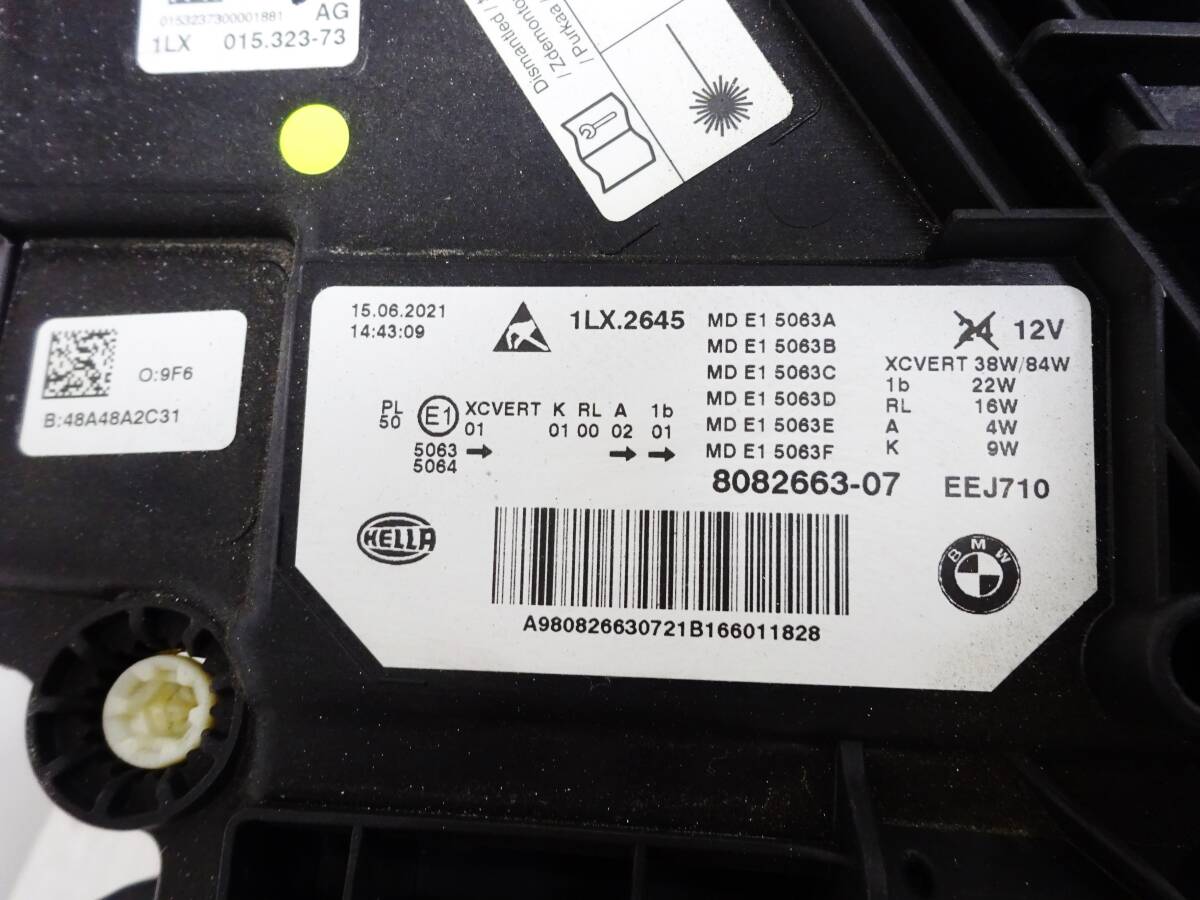 0153237300001881 AG
1LX 015.323-73
Dismantled /
/ Zdemonto
/ Purkaa /
O:9F6
B:48A48A2C31
15.06.2021
14:43:09
1LX.2645
MD E1 5063A
MD E1 5063B
MD E1 5063C
MD E1 5063D
MD E1 5063E
MD E1 5063F
24 12V
XCVERT 38W/84W
1b 22W
RL 16W
A 4W
K 9W
PL E1 XCVERT K RL A 1b
50 01 01 00 02 01
5063
5064
8082663-07 EEJ710
HELLA
BMW
A980826630721B166011828